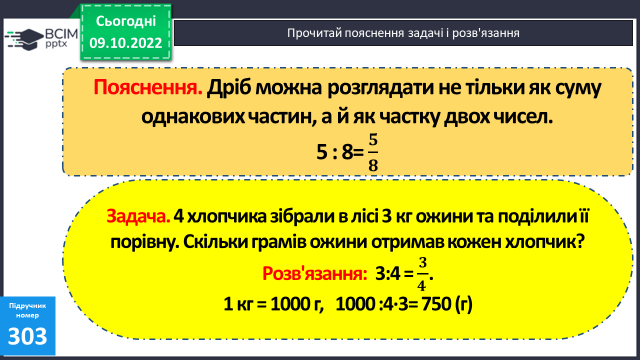 BCIM
pptx
Сьогодні
09.10.2022
Прочитай пояснення задачі і розв'язання
Пояснення. Дріб можна розглядати не тільки як суму
однакових частин, а й як частку двох чисел.
5 : 8= 5/8
Задача. 4 хлопчика зібрали в лісі 3 кг ожини та поділили її
порівну. Скільки грамів ожини отримав кожен хлопчик?
Розв'язання: 3:4 = 3/4.
1 кг = 1000 г, 1000 :4·3= 750 (г)
Підручник
номер
303